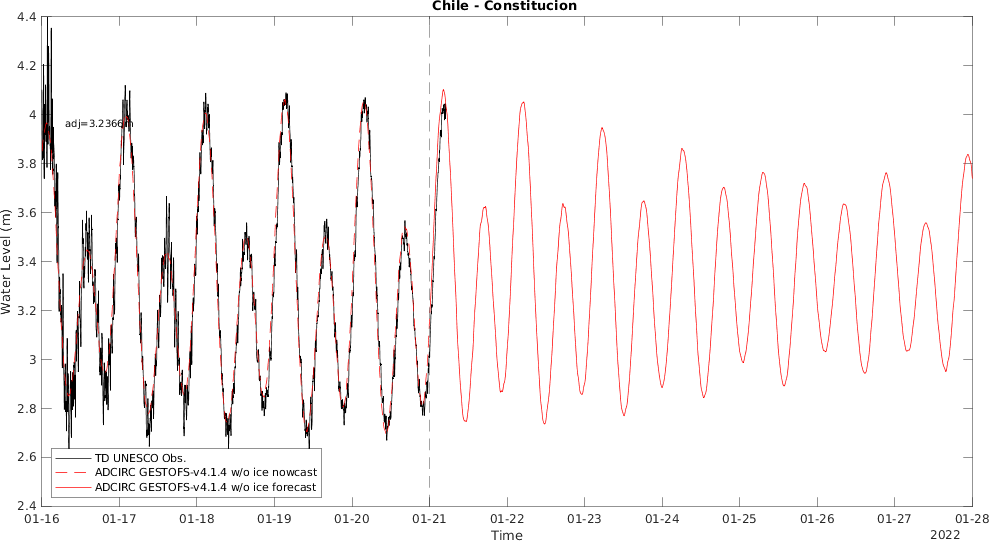 Chile - Constitucion
4.4
4.2
4
3.8
3.6
3.4
3.2
3
2.8
2.6
2.4
Water Level (m)
adj=3.2366m
TD UNESCO Obs.
ADCIRC GESTOFS-v4.1.4 w/o ice nowcast
ADCIRC GESTOFS-v4.1.4 w/o ice forecast
01-16 01-17 01-18 01-19 01-20 01-21 01-22 01-23 01-24 01-25 01-26 01-27 01-28
Time
2022